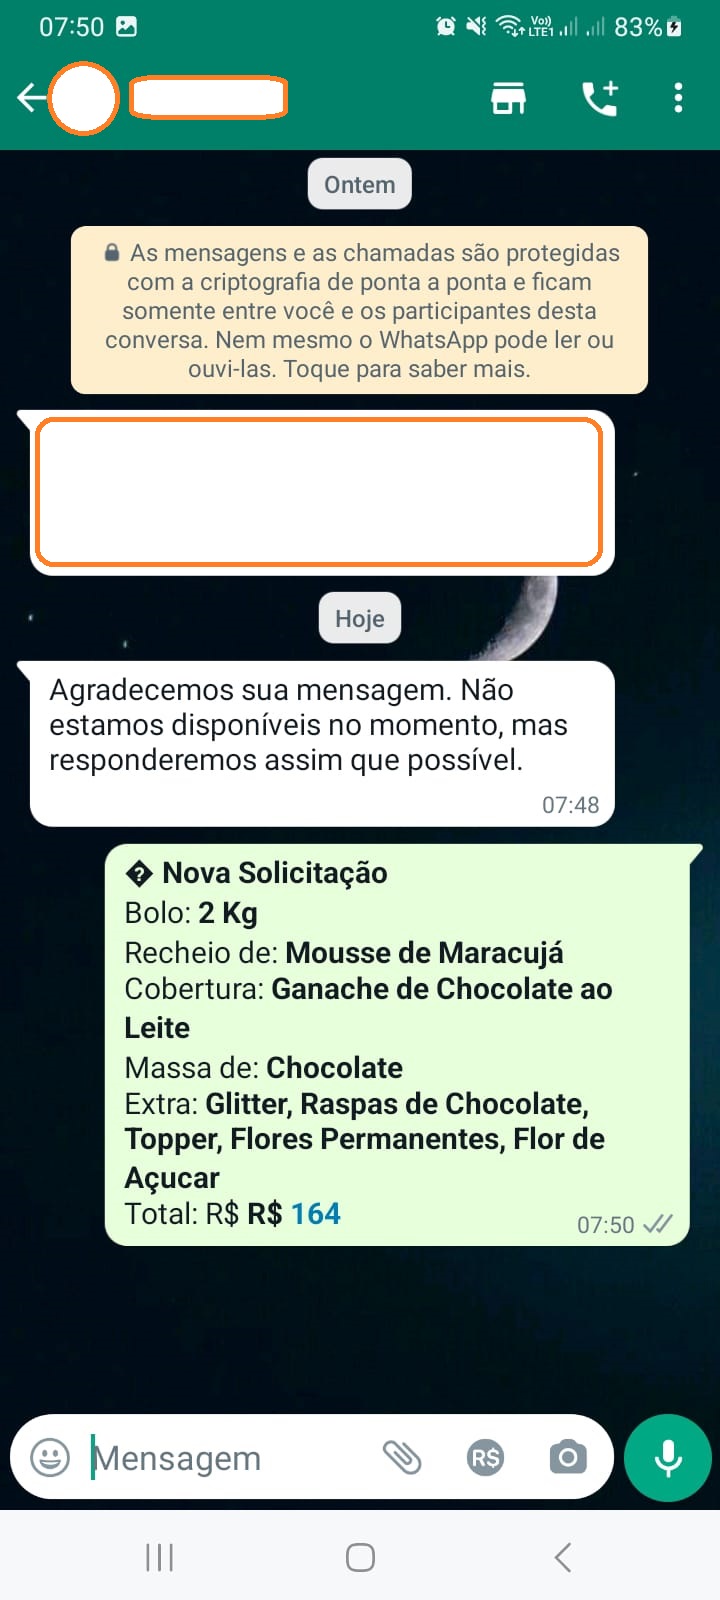 07:50
Vo))
LTE1
83%
Ontem
As mensagens e as chamadas são protegidas
com a criptografia de ponta a ponta e ficam
somente entre você e os participantes desta
conversa. Nem mesmo o WhatsApp pode ler ou
ouvi-las. Toque para saber mais.
Hoje
Agradecemos sua mensagem. Não
estamos disponíveis no momento, mas
responderemos assim que possível.
07:48
� Nova Solicitação
Bolo: 2 Kg
Recheio de: Mousse de Maracujá
Cobertura: Ganache de Chocolate ao
Leite
Massa de: Chocolate
Extra: Glitter, Raspas de Chocolate,
Topper, Flores Permanentes, Flor de
Açucar
Total: R$ R$ 164
07:50
Mensagem
R$